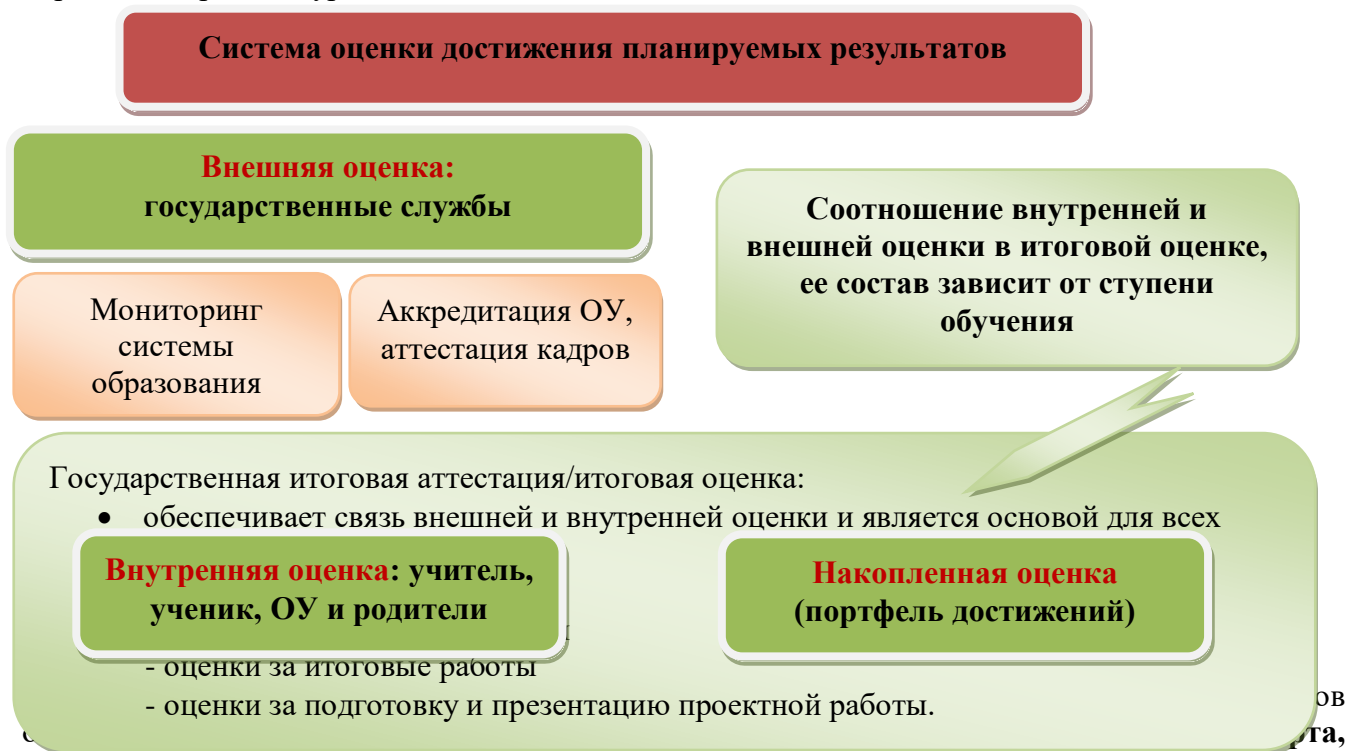 Система оценки достижения планируемых результатов
Внешняя оценка:
государственные службы
Соотношение внутренней и
внешней оценки в итоговой оценке,
ее состав зависит от ступени
обучения
Мониторинг
системы
образования
Аккредитация ОУ,
аттестация кадров
Государственная итоговая аттестация/итоговая оценка:
• обеспечивает связь внешней и внутренней оценки и является основой для всех
Внутренняя оценка: учитель,
ученик, ОУ и родители
Накопленная оценка
(портфель достижений)
- оценки за итоговые работы
- оценки за подготовку и презентацию проектной работы.